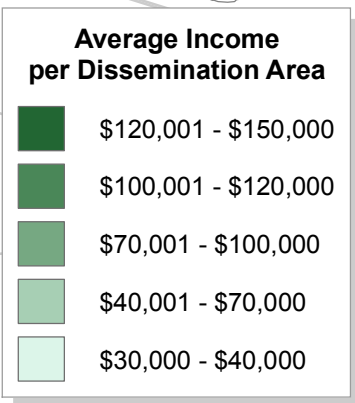 Average Income
per Dissemination Area
$120,001 - $150,000
$100,001 - $120,000
$70,001 - $100,000
$40,001 - $70,000
$30,000 - $40,000